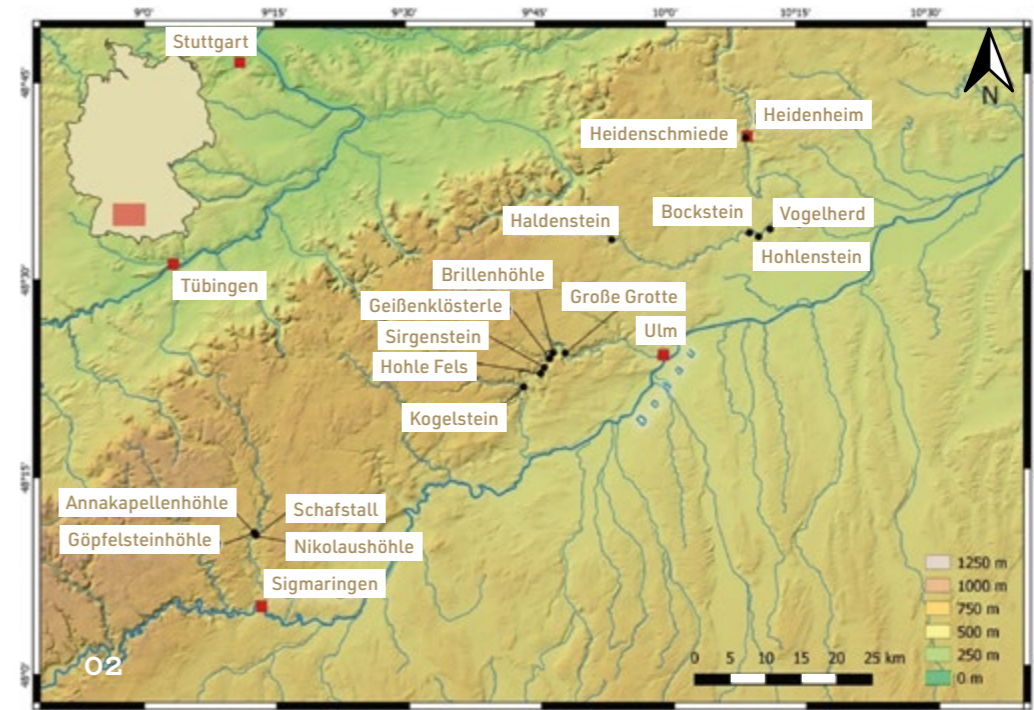 9°0' 9°15' 9°30' 9°45' 10°0' 10°15' 10°30'
Stuttgart
48°45'
N
Heidenheim
Heidenschmiede
Haldenstein
Bockstein
Vogelherd
Hohlenstein
48°30'
Tübingen
Brillenhöhle
Geißenklösterle
Große Grotte
Sirgenstein
Ulm
Hohle Fels
Kogelstein
Donau
48°15'
Annakapellenhöhle
Schafstall
Göpfelsteinhöhle
Nikolaushöhle
Sigmaringen
48°0'
02
0 5 10 15 20 25 km
1250 m
1000 m
750 m
500 m
250 m
0 m